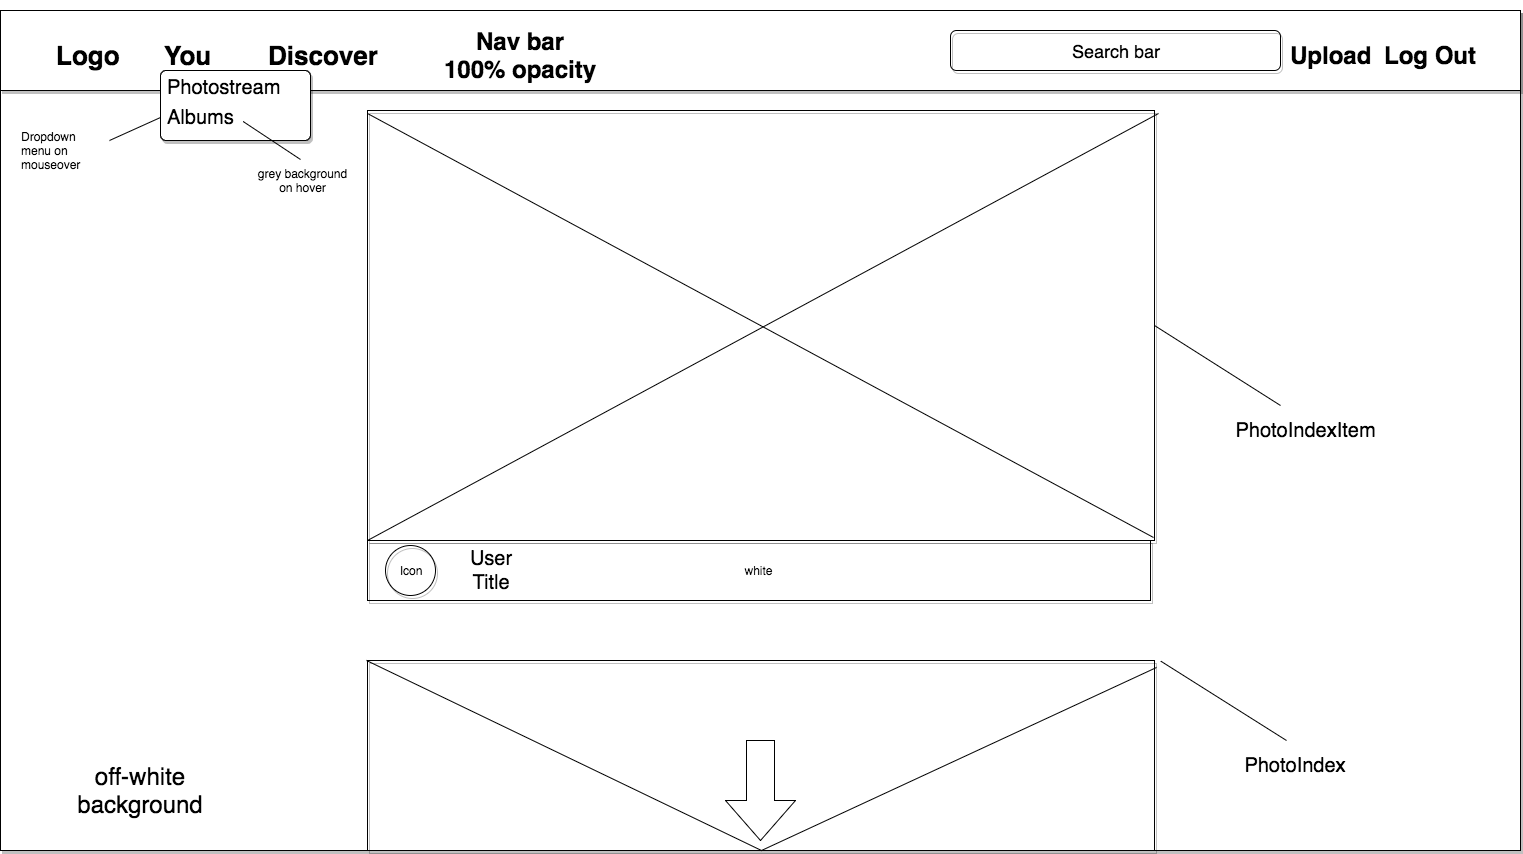 Logo
You
Discover
Nav bar
100% opacity
Search bar
Upload
Log Out
Photostream
Albums
Dropdown
menu on
mouseover
grey background
on hover
PhotoIndexItem
Icon
User
Title
white
PhotoIndex
off-white
background